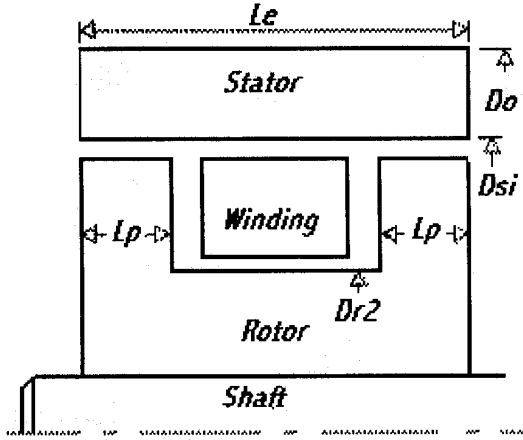 Le
Stator
Do
Dsi
Winding
Lp
Lp
Dr2
Rotor
Shaft